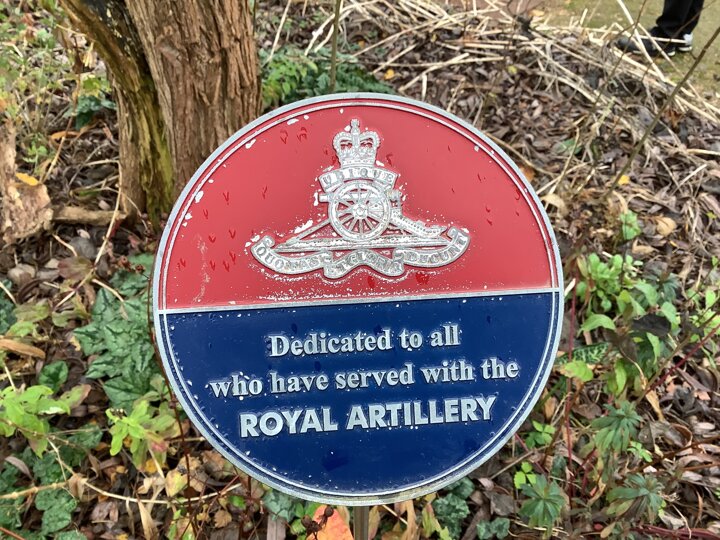 UBIQUE
QUO FAS ET GLORIA DUCUNT
Dedicated to all
who have served with the
ROYAL ARTILLERY